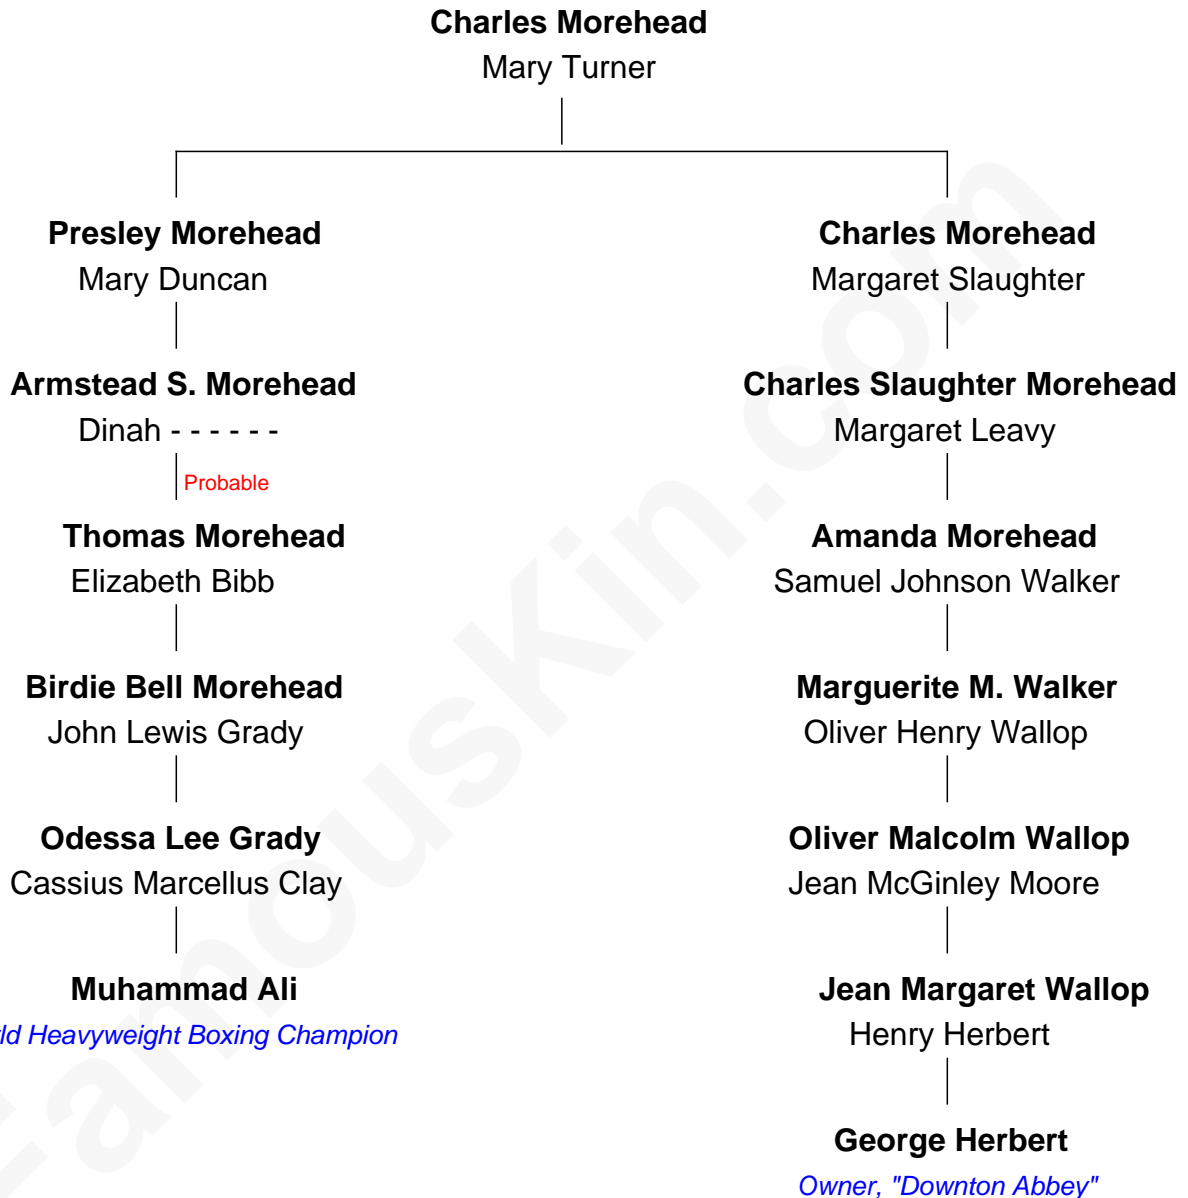 Charles Morehead
Mary Turner
Presley Morehead
Mary Duncan
Armstead S. Morehead
Dinah - - - - - -
Probable
Thomas Morehead
Elizabeth Bibb
Birdie Bell Morehead
John Lewis Grady
Odessa Lee Grady
Cassius Marcellus Clay
Muhammad Ali
Heavyweight Boxing Champion
Charles Morehead
Margaret Slaughter
Charles Slaughter Morehead
Margaret Leavy
Amanda Morehead
Samuel Johnson Walker
Marguerite M. Walker
Oliver Henry Wallop
Oliver Malcolm Wallop
Jean McGinley Moore
Jean Margaret Wallop
Henry Herbert
George Herbert
Owner, "Downton Abbey"
FamousKin.com